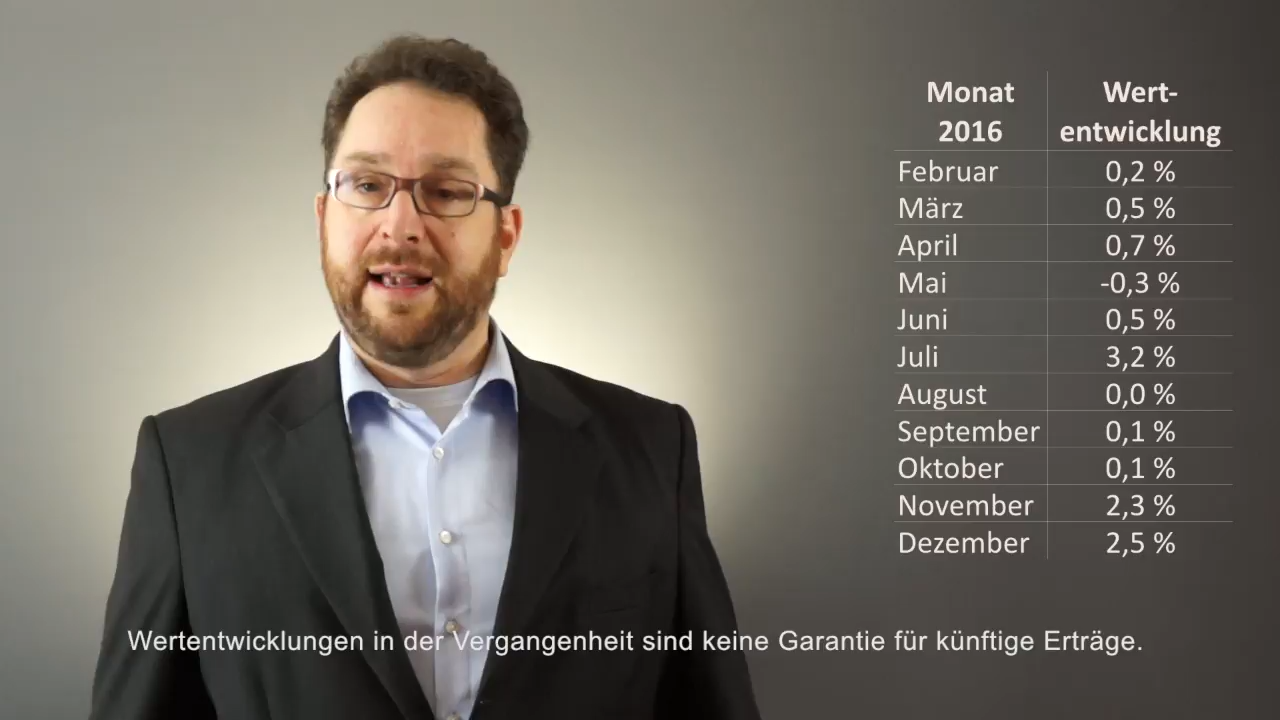 Monat Wert-
2016 entwicklung
Februar 0,2 %
März 0,5 %
April 0,7 %
Mai -0,3 %
Juni 0,5 %
Juli 3,2 %
August 0,0 %
September 0,1 %
Oktober 0,1 %
November 2,3 %
Dezember 2,5 %
Wertentwicklungen in der Vergangenheit sind keine Garantie für künftige Erträge.